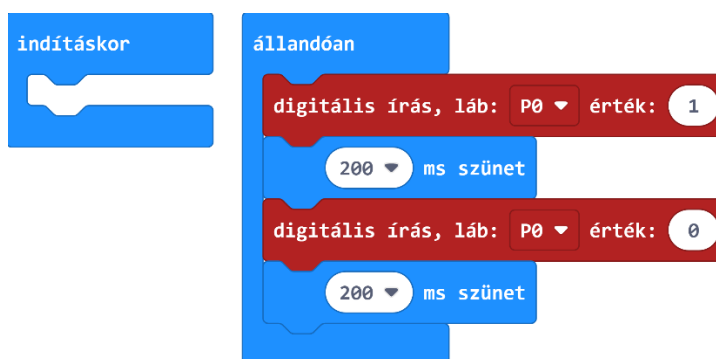 indításkor
állandóan
digitális írás, láb: P0 érték: 1
200 ms szünet
digitális írás, láb: P0 érték: 0
200 ms szünet